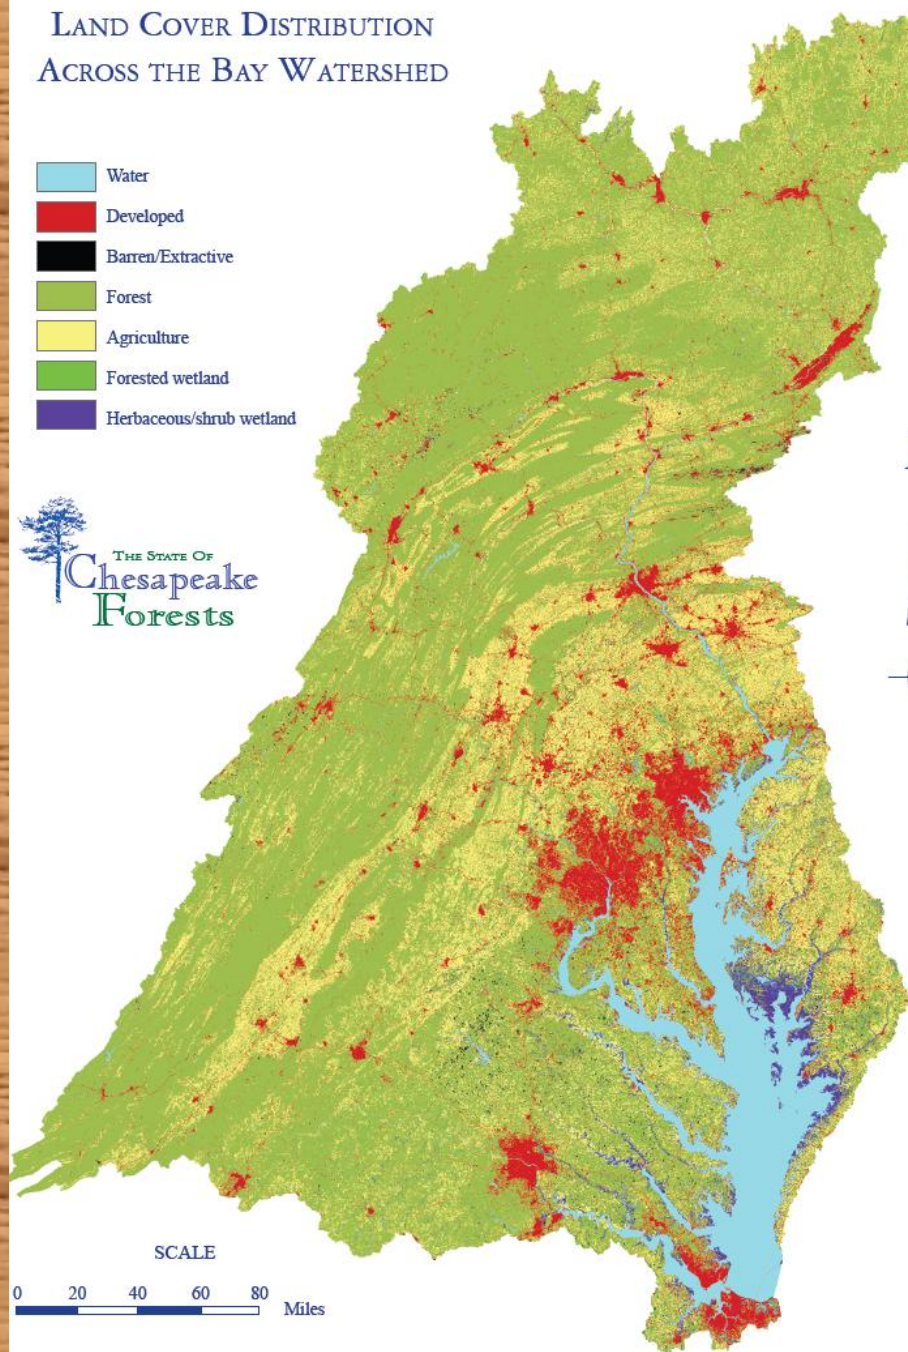 LAND COVER DISTRIBUTION
ACROSS THE BAY WATERSHED
Water
Developed
Barren/Extractive
Forest
Agriculture
Forested wetland
Herbaceous/shrub wetland
THE STATE OF
Chesapeake
Forests
SCALE
0 20 40 60 80 Miles